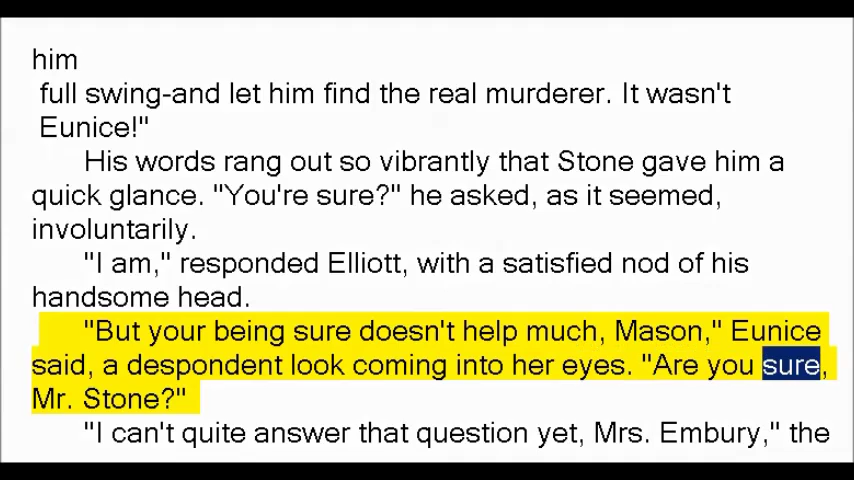 him
full swing-and let him find the real murderer. It wasn't
Eunice!"
His words rang out so vibrantly that Stone gave him a
quick glance. "You're sure?" he asked, as it seemed,
involuntarily.
"I am," responded Elliott, with a satisfied nod of his
handsome head.
"But your being sure doesn't help much, Mason," Eunice
said, a despondent look coming into her eyes. "Are you sure,
Mr. Stone?"
"I can't quite answer that question yet, Mrs. Embury," the